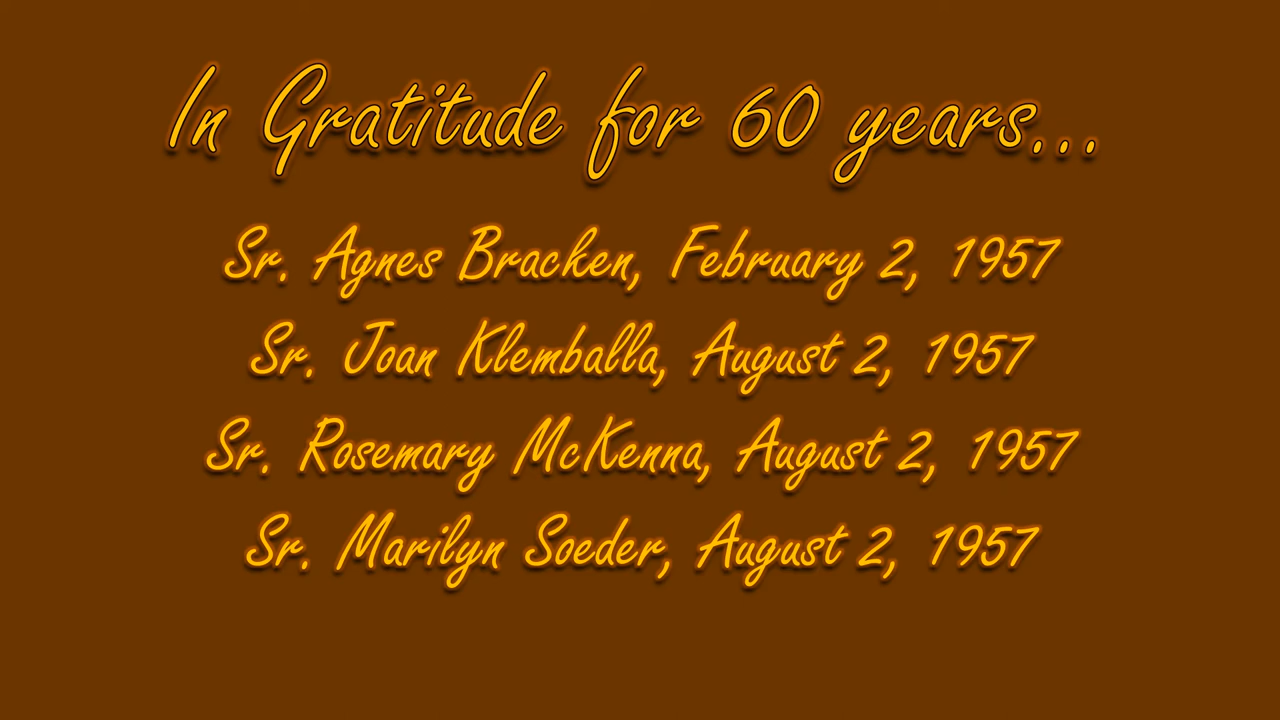 In Gratitude for 60 years...
Sr. Agnes Bracken, February 2, 1957
Sr. Joan Klemballa, August 2, 1957
Sr. Rosemary McKenna, August 2, 1957
Sr. Marilyn Soeder, August 2, 1957